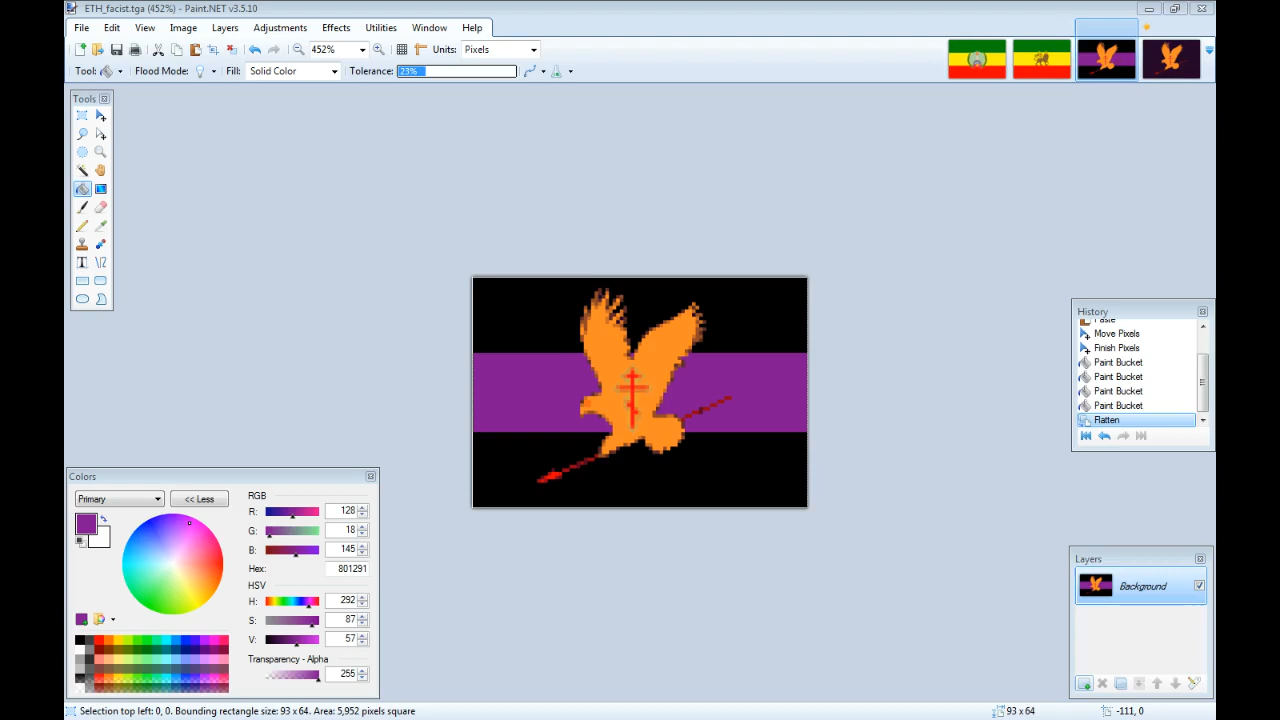 ETH_facist.tga (452%) - Paint.NET v3.5.10
File Edit View Image Layers Adjustments Effects Utilities Window Help
452% Units: Pixels
Tool: Flood Mode: Fill: Solid Color Tolerance: 23%
Tools
T
History
Paste
Move Pixels
Finish Pixels
Paint Bucket
Paint Bucket
Paint Bucket
Paint Bucket
Flatten
Colors
Primary
<< Less
RGB
R: 128
G: 18
B: 145
Hex: 801291
HSV
H: 292
S: 87
V: 57
Transparency - Alpha
255
Layers
Background
Selection top left: 0, 0. Bounding rectangle size: 93 x 64. Area: 5,952 pixels square
93 x 64
-111, 0